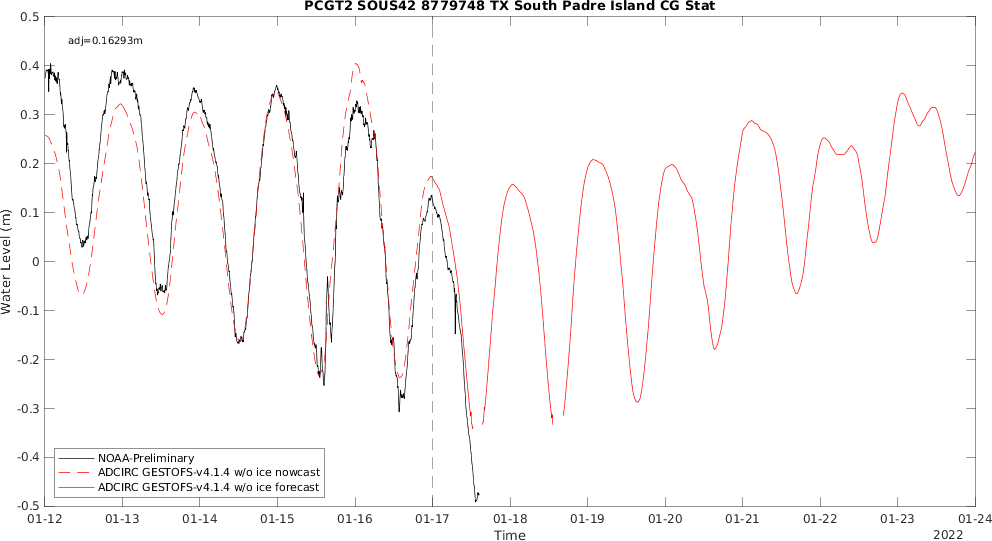 PCGT2 SOUS42 8779748 TX South Padre Island CG Stat
adj=0.16293m
0.5
0.4
0.3
0.2
0.1
0
-0.1
-0.2
-0.3
-0.4
-0.5
Water Level (m)
NOAA-Preliminary
ADCIRC GESTOFS-v4.1.4 w/o ice nowcast
ADCIRC GESTOFS-v4.1.4 w/o ice forecast
01-12 01-13 01-14 01-15 01-16 01-17 01-18 01-19 01-20 01-21 01-22 01-23 01-24
Time
2022